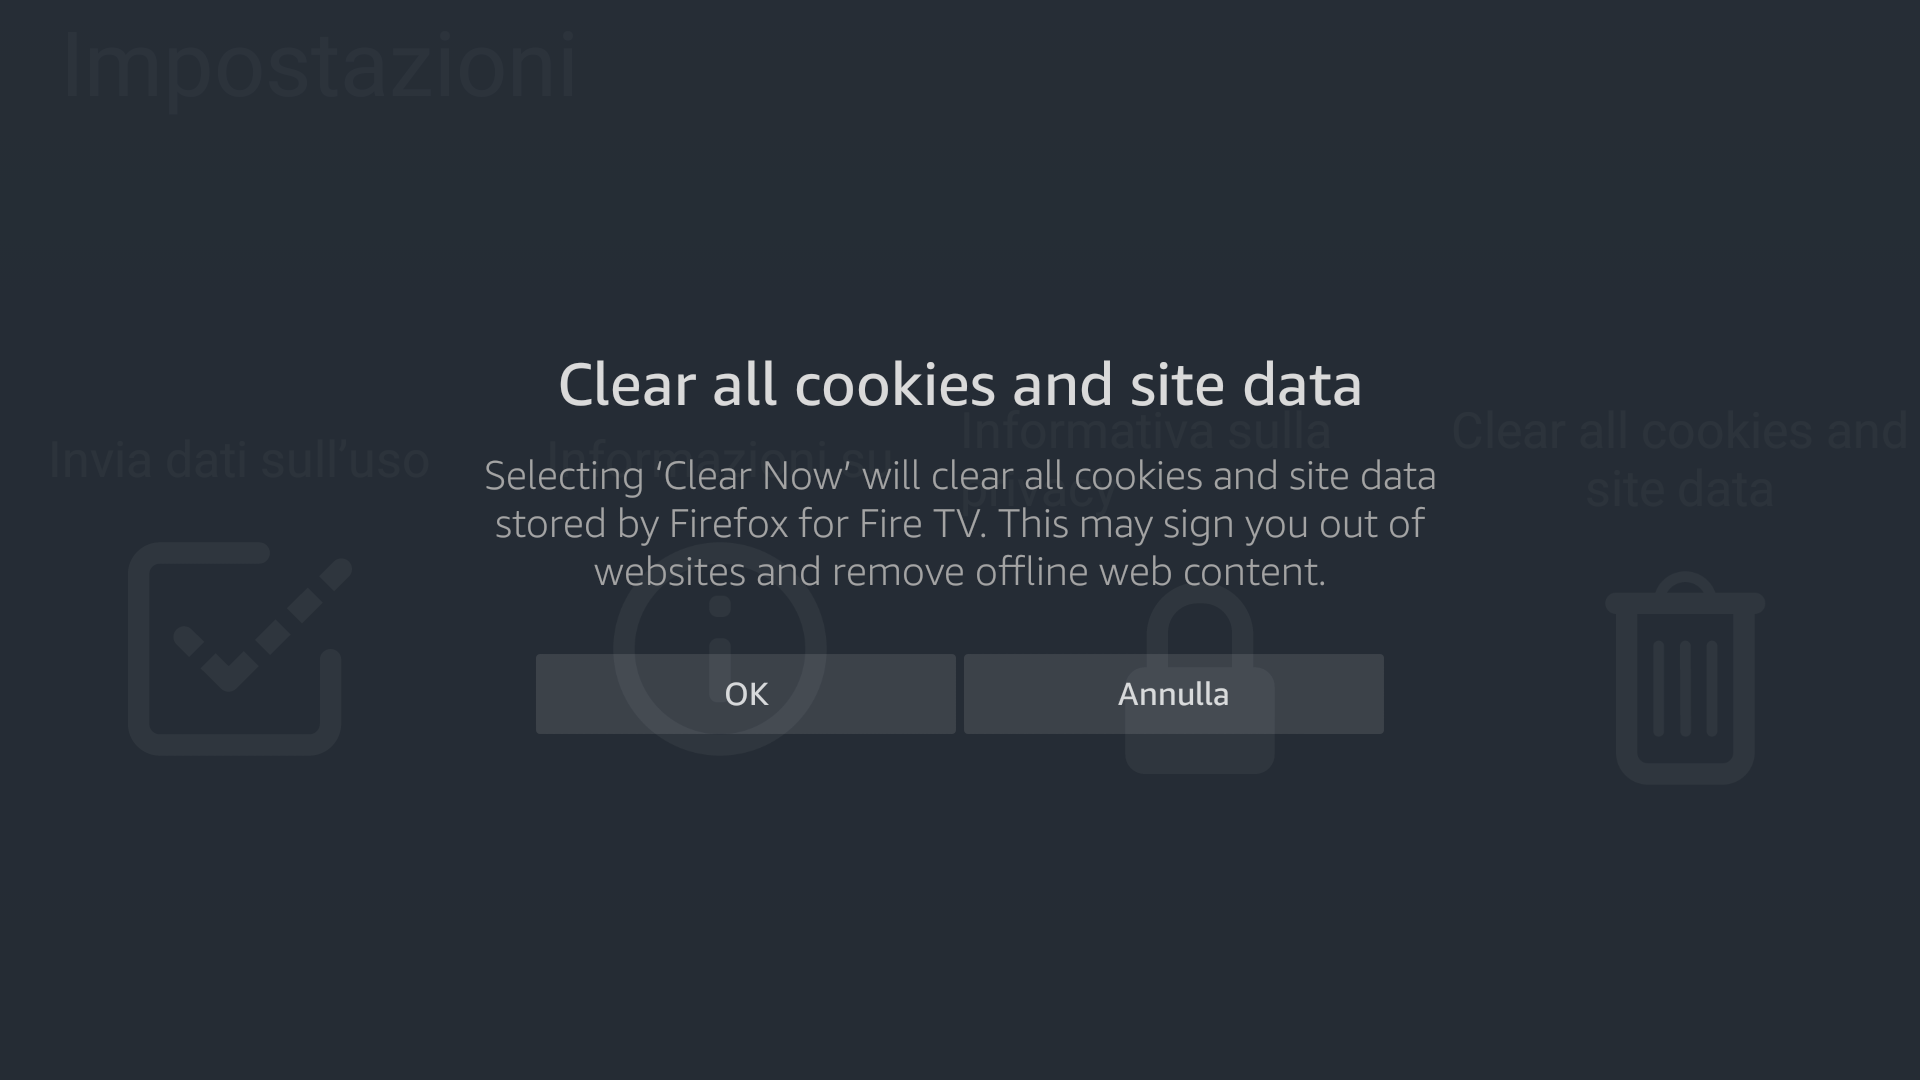 Impostazioni
Clear all cookies and site data
Selecting ‘Clear Now’ will clear all cookies and site data
stored by Firefox for Fire TV. This may sign you out of
websites and remove offline web content.
OK
Annulla
Invia dati sull’uso
Informazioni su
Informativa sulla
privacy
Clear all cookies and
site data